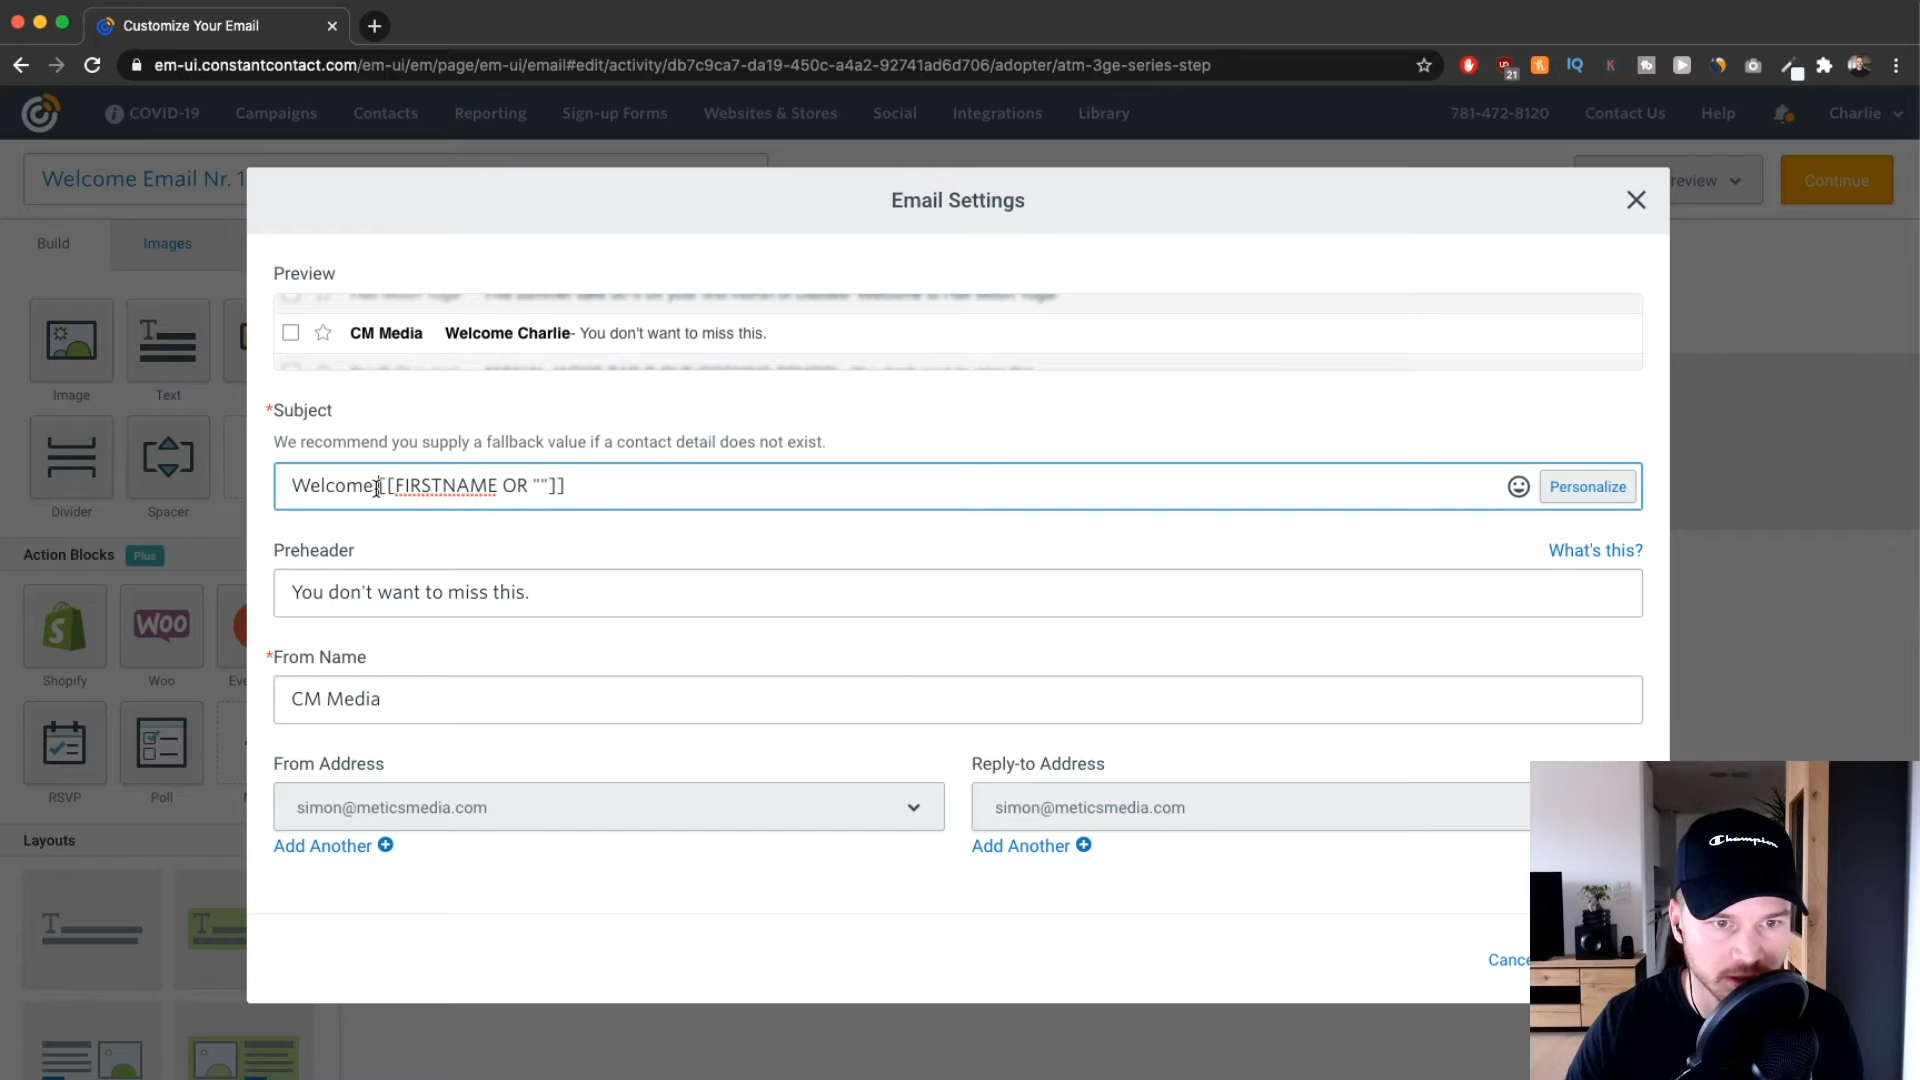 Customize Your Email
em-ui.constantcontact.com/em-ui/em/page/em-ui/email#edit/activity/db7c9ca7-da19-450c-a4a2-92741ad6d706/adopter/atm-3ge-series-step
21
IQ
K
COVID-19 Campaigns Contacts Reporting Sign-up Forms Websites & Stores Social Integrations Library 781-472-8120 Contact Us Help Charlie
Welcome Email Nr. 1
Continue
Email Settings
Build Images
Preview
CM Media Welcome Charlie- You don't want to miss this.
Image Text
*Subject
We recommend you supply a fallback value if a contact detail does not exist.
Welcome [[FIRSTNAME OR ""]]
Personalize
Divider Spacer
Preheader What's this?
Action Blocks Plus
You don't want to miss this.
WOO
*From Name
Shopify Woo
CM Media
From Address Reply-to Address
RSVP Poll
simon@meticsmedia.com simon@meticsmedia.com
Add Another Add Another
Layouts
Champion